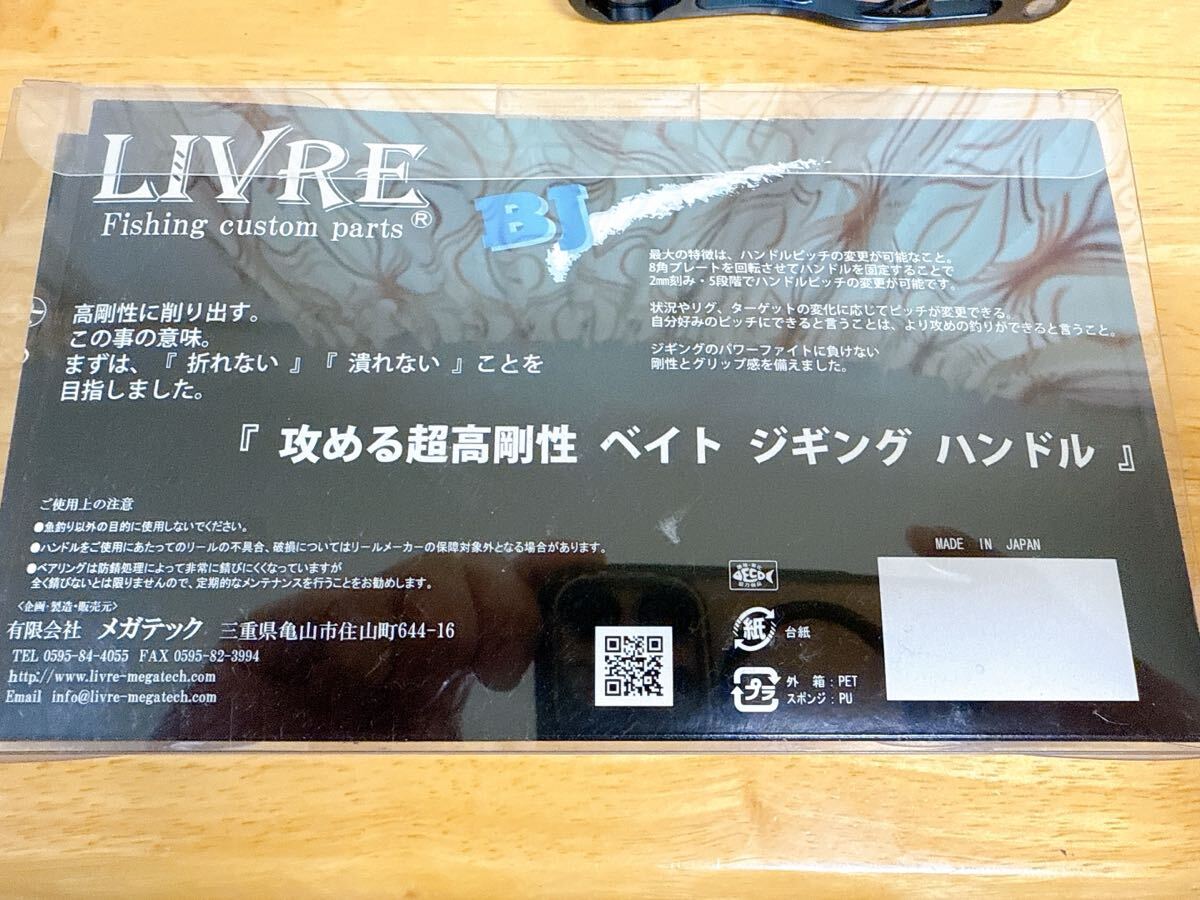 LIVRE
Fishing custom parts®
BJ
最大の特徴は、ハンドルピッチの変更が可能なこと。
8角プレートを回転させてハンドルを固定することで
2mm刻み・5段階でハンドルピッチの変更が可能です。
状況やリグ、ターゲットの変化に応じてピッチが変更できる。
自分好みのピッチにできると言うことは、より攻めの釣りができると言うこと。
ジギングのパワーファイトに負けない
剛性とグリップ感を備えました。
高剛性に削り出す。
この事の意味。
まずは、『 折れない 』『 潰れない 』ことを
目指しました。
『 攻める超高剛性 ベイト ジギング ハンドル 』
ご使用上の注意
●魚釣り以外の目的に使用しないでください。
●ハンドルをご使用にあたってのリールの不具合、破損についてはリールメーカーの保障対象外となる場合があります。
●ベアリングは防錆処理によって非常に錆びにくくなっていますが
全く錆びないとは限りませんので、定期的なメンテナンスを行うことをお勧めします。
<企画・製造・販売元>
有限会社 メガテック 三重県亀山市住山町644-16
TEL 0595-84-4055 FAX 0595-82-3994
http://www.livre-megatech.com
Email info@livre-megatech.com
MADE IN JAPAN
紙 台紙
プラ 外 箱:PET
スポンジ:PU